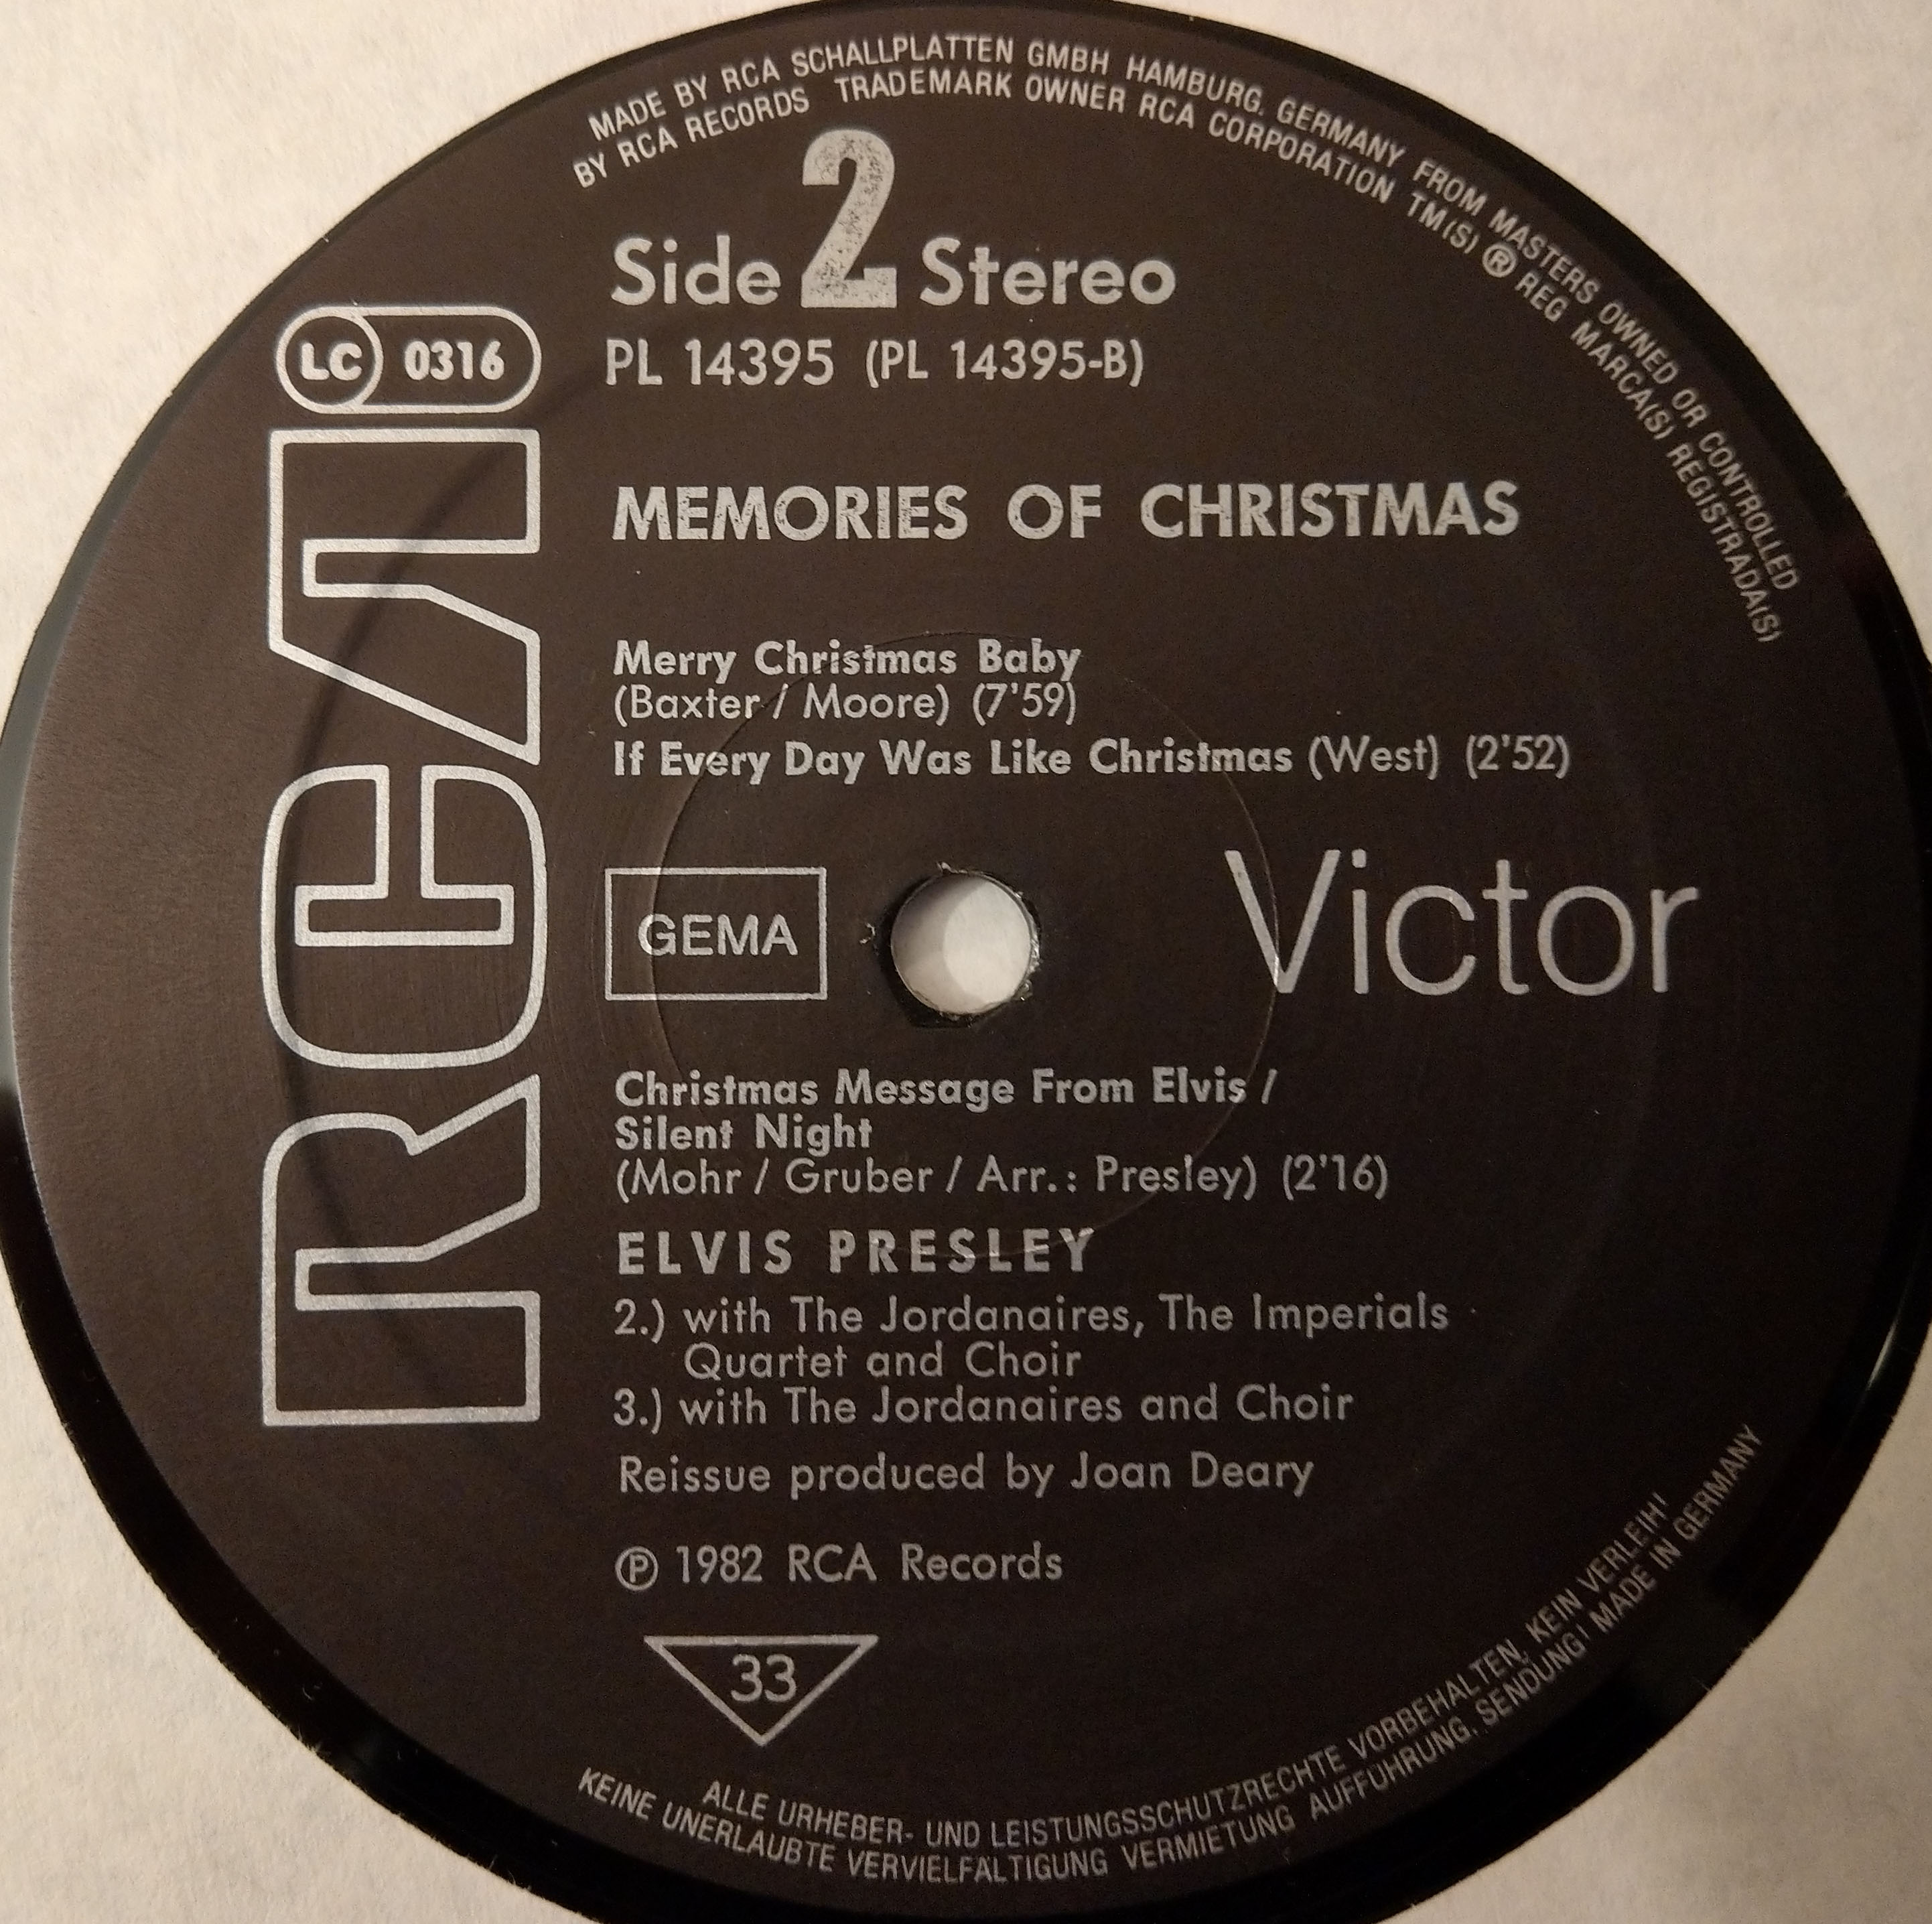 MADE BY RCA SCHALLPLATTEN GMBH HAMBURG, GERMANY FROM MASTERS OWNED OR CONTROLLED
BY RCA RECORDS TRADEMARK OWNER RCA CORPORATION TM(S) ® REG MARCA(S) REGISTRADA(S)
Side 2 Stereo
LC 0316
PL 14395 (PL 14395-B)
RCA
MEMORIES OF CHRISTMAS
Merry Christmas Baby
(Baxter / Moore) (7'59)
If Every Day Was Like Christmas (West) (2'52)
GEMA
Victor
Christmas Message From Elvis /
Silent Night
(Mohr / Gruber / Arr.: Presley) (2'16)
ELVIS PRESLEY
2.) with The Jordanaires, The Imperials
Quartet and Choir
3.) with The Jordanaires and Choir
Reissue produced by Joan Deary
℗ 1982 RCA Records
33
ALLE URHEBER- UND LEISTUNGSSCHUTZRECHTE VORBEHALTEN, KEIN VERLEIH!
KEINE UNERLAUBTE VERVIELFÄLTIGUNG VERMIETUNG AUFFÜHRUNG, SENDUNG! MADE IN GERMANY